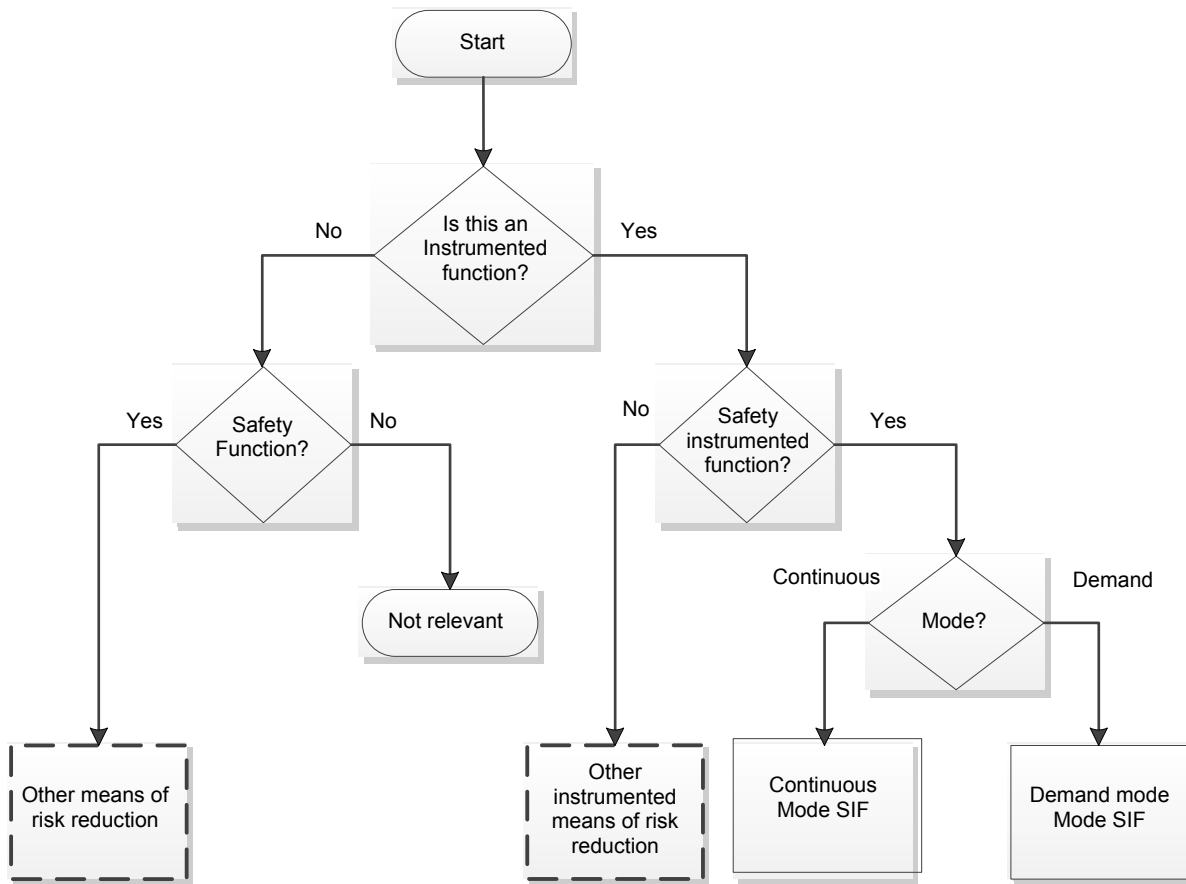 Start
Is this an
Instrumented
function?
No
Yes
Yes
Safety
Function?
No
No
Safety
instrumented
function?
Yes
Continuous
Demand
Not relevant
Mode?
Other means of
risk reduction
Other
instrumented
means of risk
reduction
Continuous
Mode SIF
Demand mode
Mode SIF